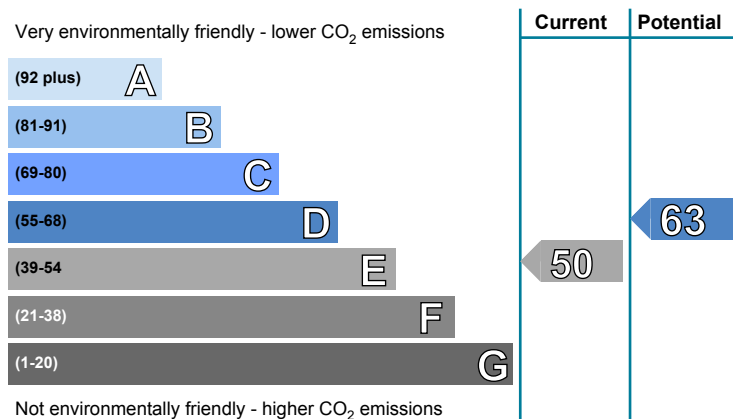 Very environmentally friendly - lower CO2 emissions
Current
Potential
(92 plus) A
(81-91) B
(69-80) C
(55-68) D
63
(39-54 E
50
(21-38) F
(1-20) G
Not environmentally friendly - higher CO2 emissions